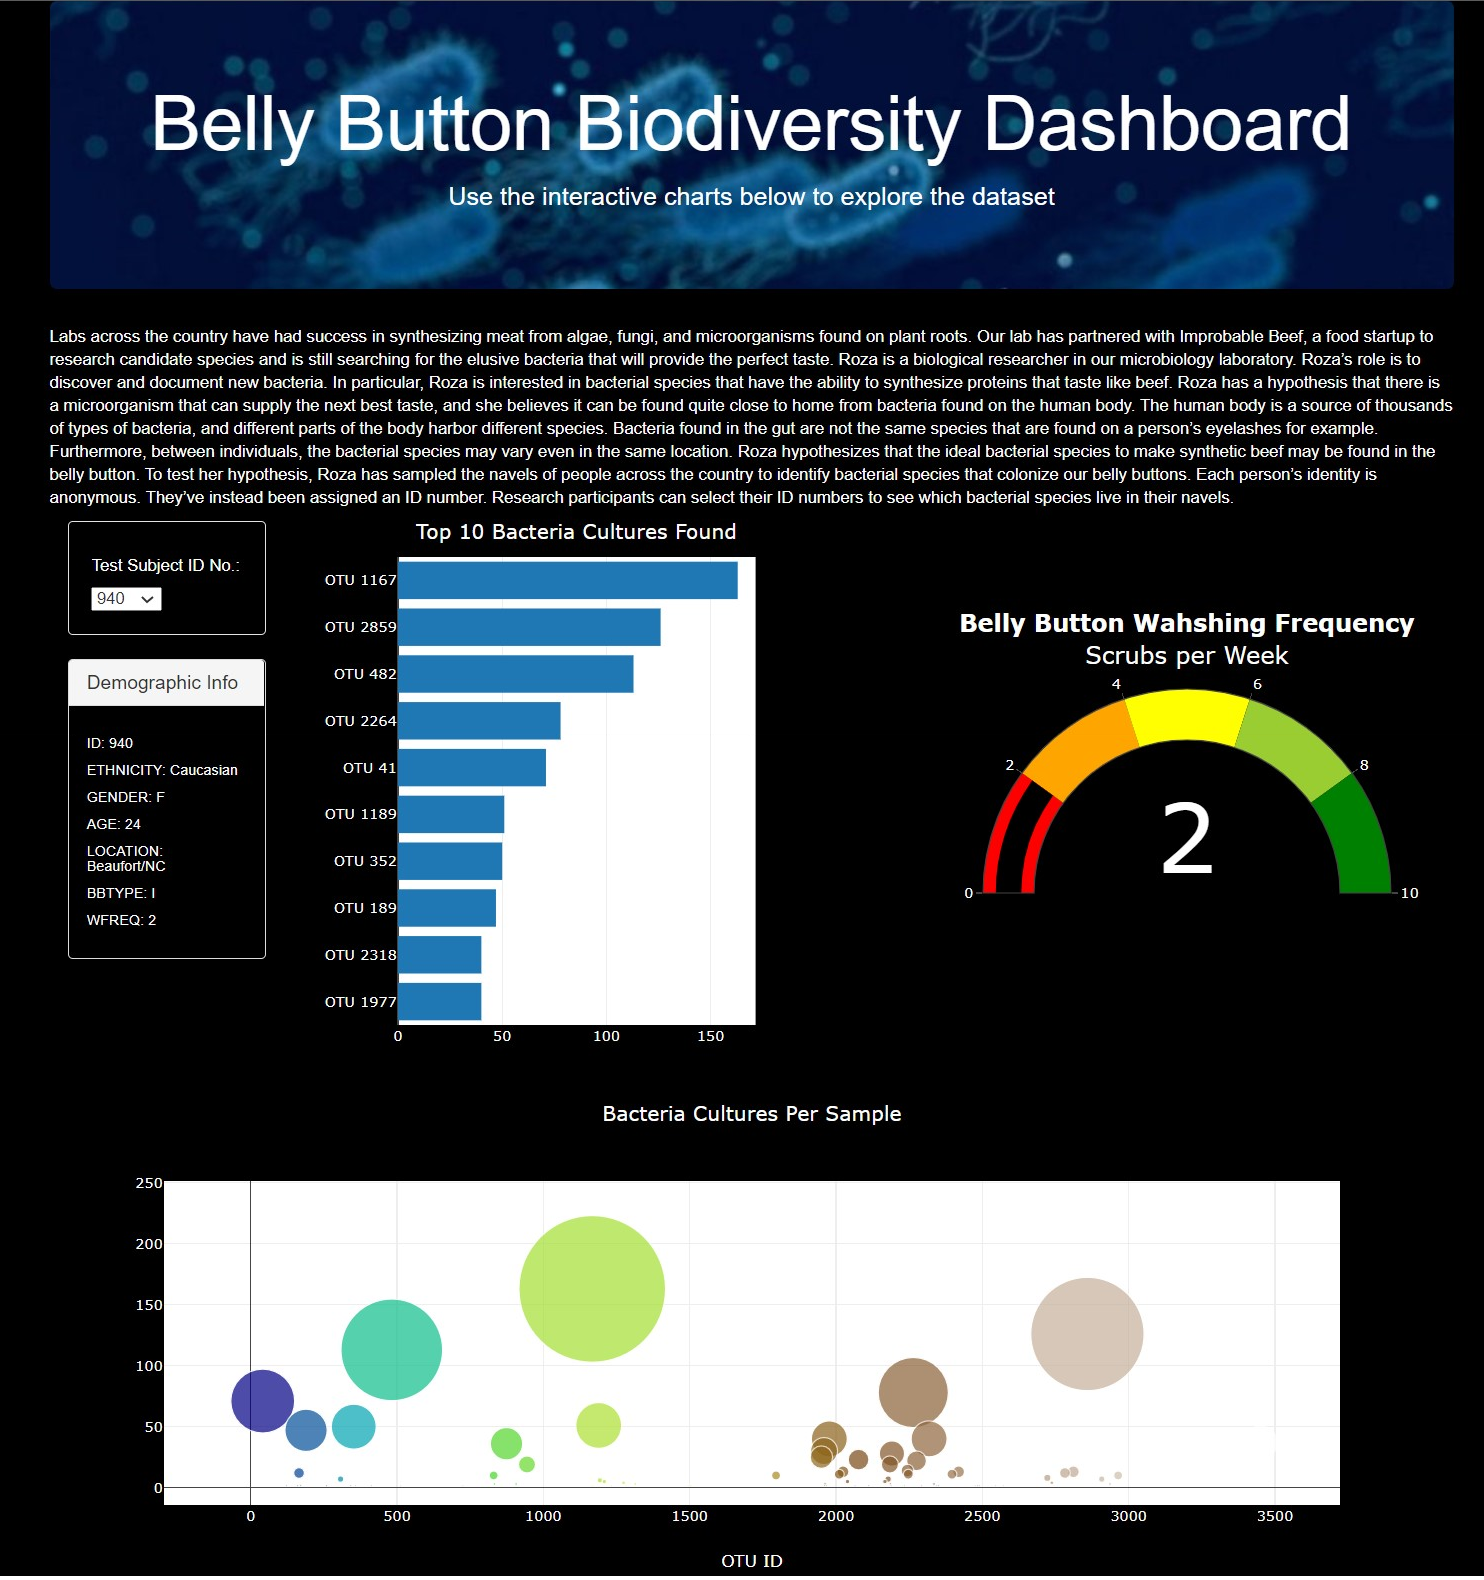 Belly Button Biodiversity Dashboard
Use the interactive charts below to explore the dataset
Labs across the country have had success in synthesizing meat from algae, fungi, and microorganisms found on plant roots. Our lab has partnered with Improbable Beef, a food startup to
research candidate species and is still searching for the elusive bacteria that will provide the perfect taste. Roza is a biological researcher in our microbiology laboratory. Roza’s role is to
discover and document new bacteria. In particular, Roza is interested in bacterial species that have the ability to synthesize proteins that taste like beef. Roza has a hypothesis that there is
a microorganism that can supply the next best taste, and she believes it can be found quite close to home from bacteria found on the human body. The human body is a source of thousands
of types of bacteria, and different parts of the body harbor different species. Bacteria found in the gut are not the same species that are found on a person’s eyelashes for example.
Furthermore, between individuals, the bacterial species may vary even in the same location. Roza hypothesizes that the ideal bacterial species to make synthetic beef may be found in the
belly button. To test her hypothesis, Roza has sampled the navels of people across the country to identify bacterial species that colonize our belly buttons. Each person’s identity is
anonymous. They’ve instead been assigned an ID number. Research participants can select their ID numbers to see which bacterial species live in their navels.
Test Subject ID No.:
940
Demographic Info
ID: 940
ETHNICITY: Caucasian
GENDER: F
AGE: 24
LOCATION:
Beaufort/NC
BBTYPE: I
WFREQ: 2
Top 10 Bacteria Cultures Found
OTU 1167
OTU 2859
OTU 482
OTU 2264
OTU 41
OTU 1189
OTU 352
OTU 189
OTU 2318
OTU 1977
0 50 100 150
Belly Button Wahshing Frequency
Scrubs per Week
4 6
2 8
2
0 10
Bacteria Cultures Per Sample
250
200
150
100
50
0
0 500 1000 1500 2000 2500 3000 3500
OTU ID